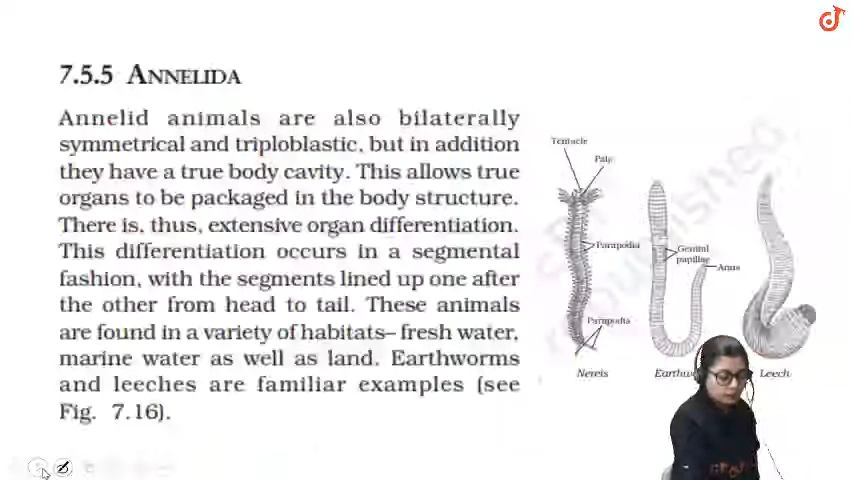 7.5.5 ANNELIDA
Annelid animals are also bilaterally
symmetrical and triploblastic, but in addition
they have a true body cavity. This allows true
organs to be packaged in the body structure.
There is, thus, extensive organ differentiation.
This differentiation occurs in a segmental
fashion, with the segments lined up one after
the other from head to tail. These animals
are found in a variety of habitats– fresh water,
marine water as well as land. Earthworms
and leeches are familiar examples (see
Fig. 7.16).
Tentacle
Palp
Parapodia
Genital
papillae
Anus
Parapodia
Nereis
Leech